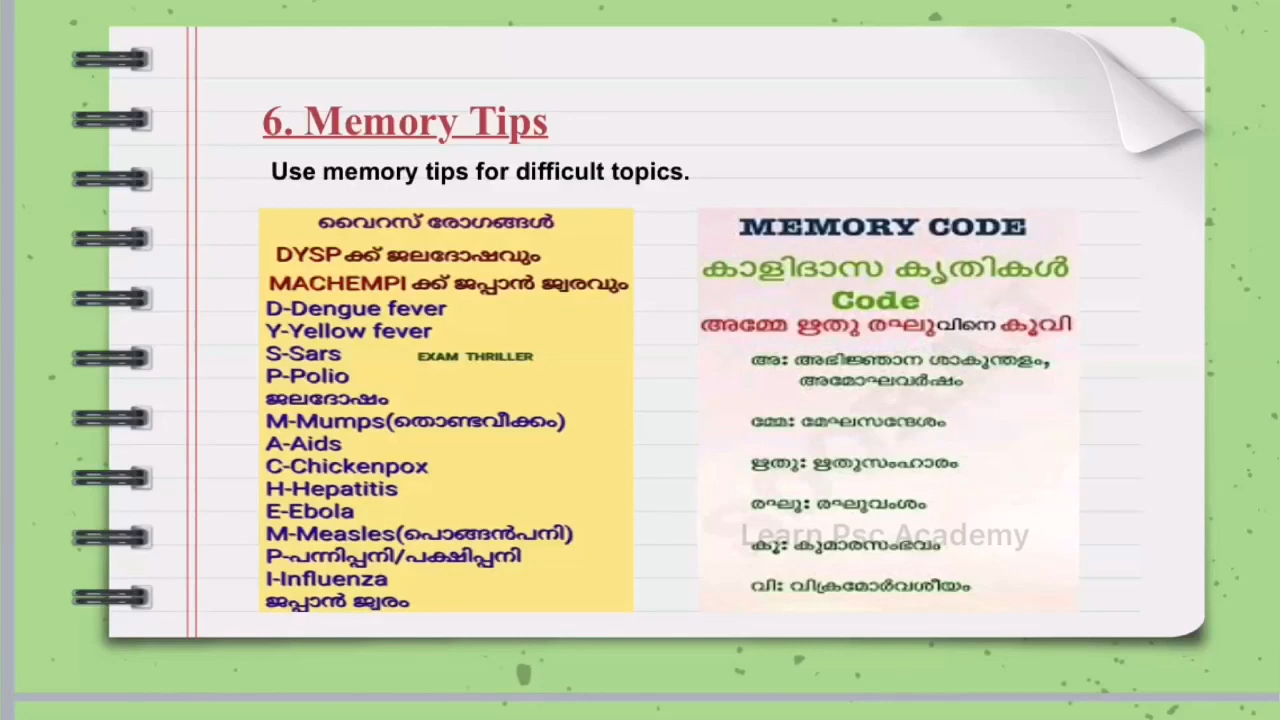 6. Memory Tips
Use memory tips for difficult topics.
വൈറസ് രോഗങ്ങൾ
DYSP ക്ക് ജലദോഷവും
MACHEMPI ക്ക് ജപ്പാൻ ജ്വരവും
D-Dengue fever
Y-Yellow fever
S-Sars
EXAM THRILLER
P-Polio
ജലദോഷം
M-Mumps(തൊണ്ടവീക്കം)
A-Aids
C-Chickenpox
H-Hepatitis
E-Ebola
M-Measles(പൊങ്ങൻപനി)
P-പന്നിപ്പനി/പക്ഷിപ്പനി
I-Influenza
ജപ്പാൻ ജ്വരം
MEMORY CODE
കാളിദാസ കൃതികൾ
Code
അമ്മേ ഋതു രഘുവിനെ കൂവി
അ: അഭിജ്ഞാന ശാകുന്തളം,
അമോഘവർഷം
മ്മേ: മേഘസന്ദേശം
ഋതു: ഋതുസംഹാരം
രഘു: രഘുവംശം
Learn Psc Academy
കൂ: കുമാരസംഭവം
വി: വിക്രമോർവശീയം